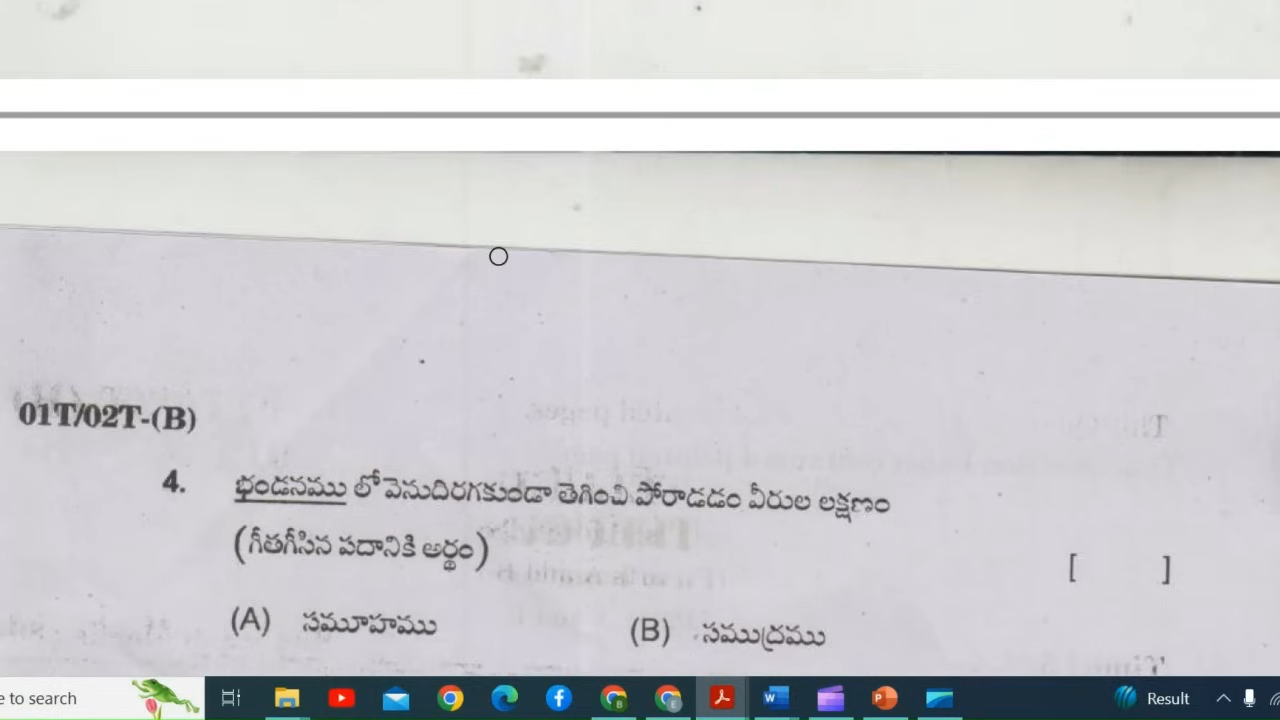 01T/02T-(B)
4. భండనము లో వెనుదిరగకుండా తెగించి పోరాడడం వీరుల లక్షణం
(గీతగీసిన పదానికి అర్థం) [ ]
(A) సమూహము (B) సముద్రము
e to search
Result